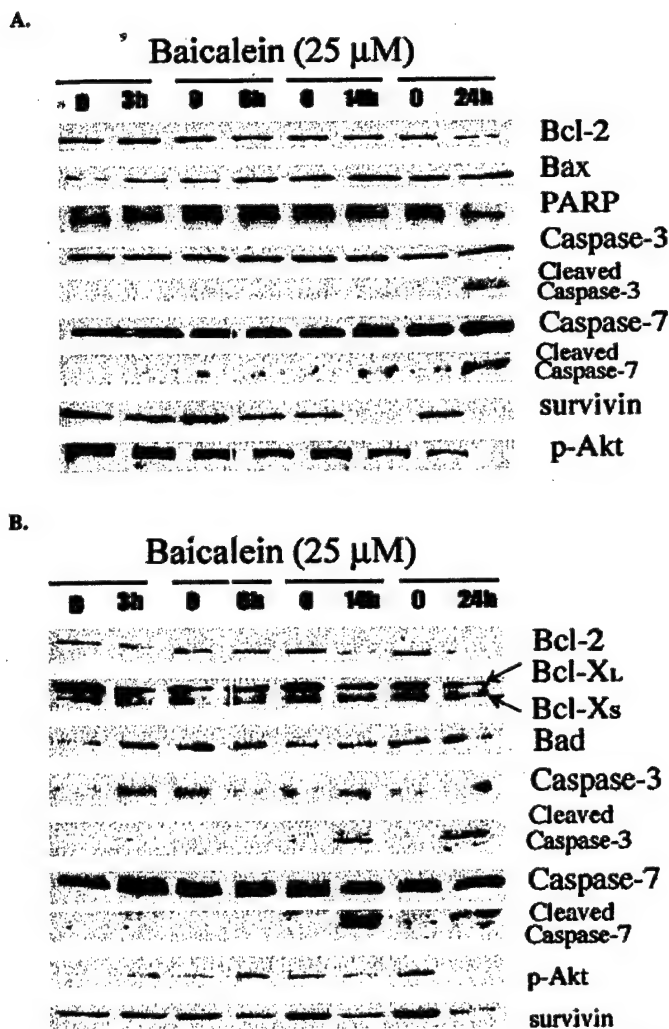 A.
Baicalein (25 µM)
0 3h 0 6h 0 14h 0 24h
Bcl-2
Bax
PARP
Caspase-3
Cleaved
Caspase-3
Caspase-7
Cleaved
Caspase-7
survivin
p-Akt
B.
Baicalein (25 µM)
0 3h 0 6h 0 14h 0 24h
Bcl-2
Bcl-XL
Bcl-Xs
Bad
Caspase-3
Cleaved
Caspase-3
Caspase-7
Cleaved
Caspase-7
p-Akt
survivin